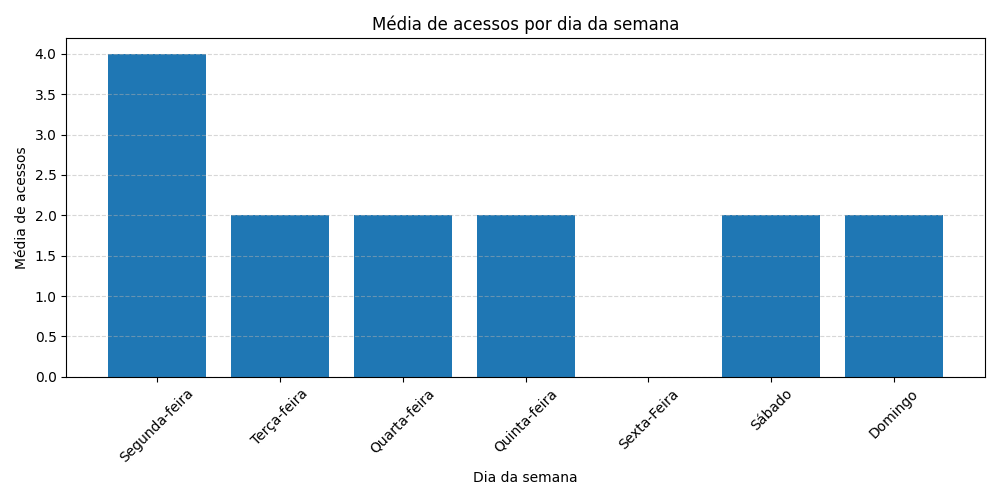 Média de acessos por dia da semana
Média de acessos
4.0
3.5
3.0
2.5
2.0
1.5
1.0
0.5
0.0
Segunda-feira
Terça-feira
Quarta-feira
Quinta-feira
Sexta-Feira
Sábado
Domingo
Dia da semana